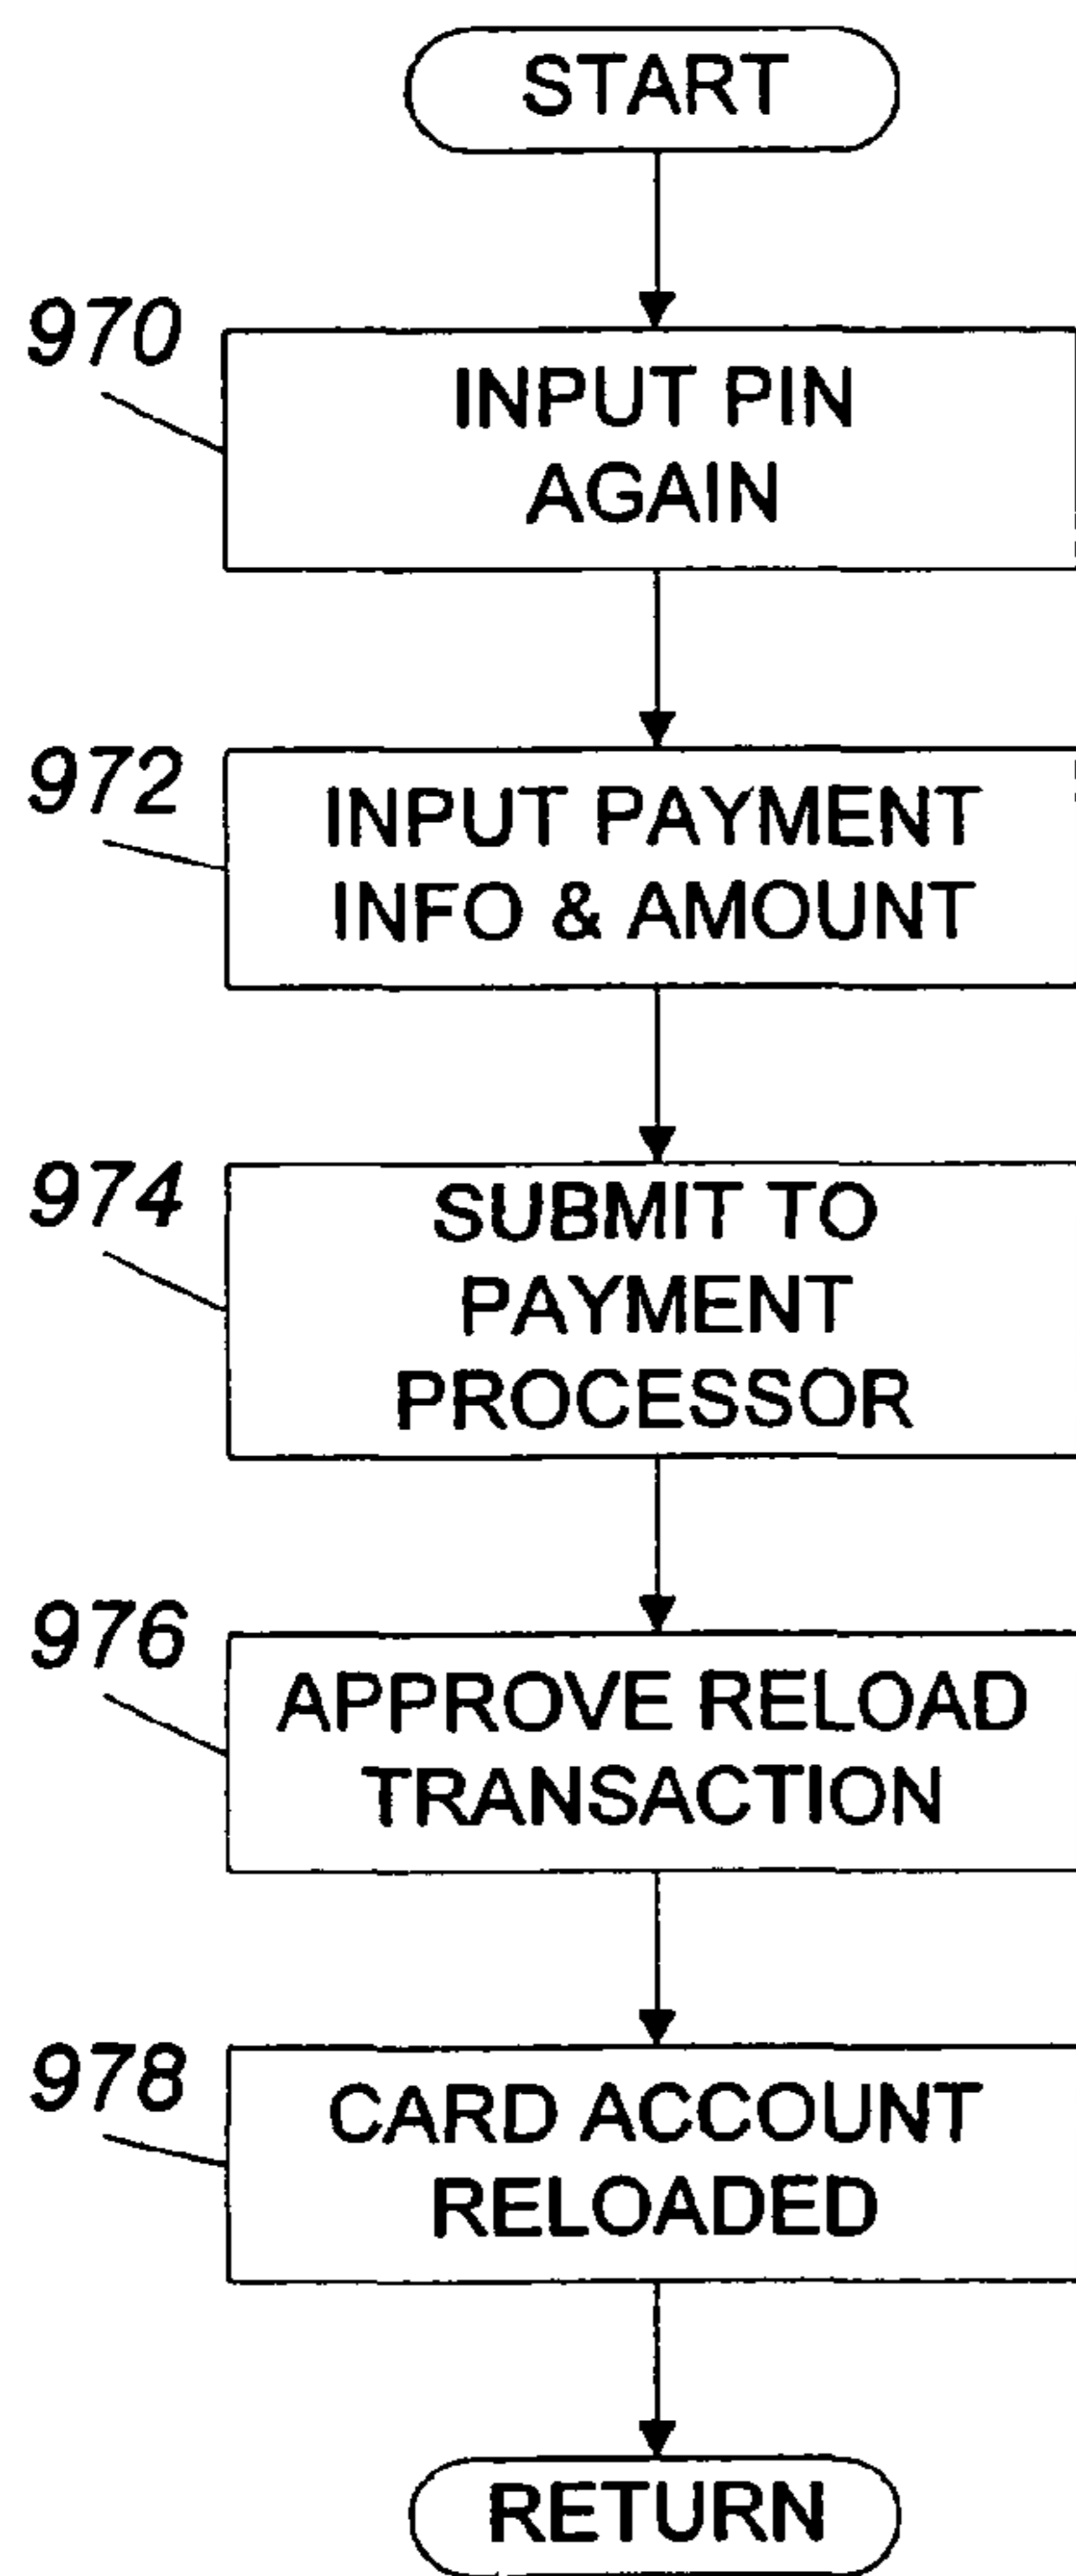 START
970
INPUT PIN
AGAIN
972
INPUT PAYMENT
INFO & AMOUNT
974
SUBMIT TO
PAYMENT
PROCESSOR
976
APPROVE RELOAD
TRANSACTION
978
CARD ACCOUNT
RELOADED
RETURN